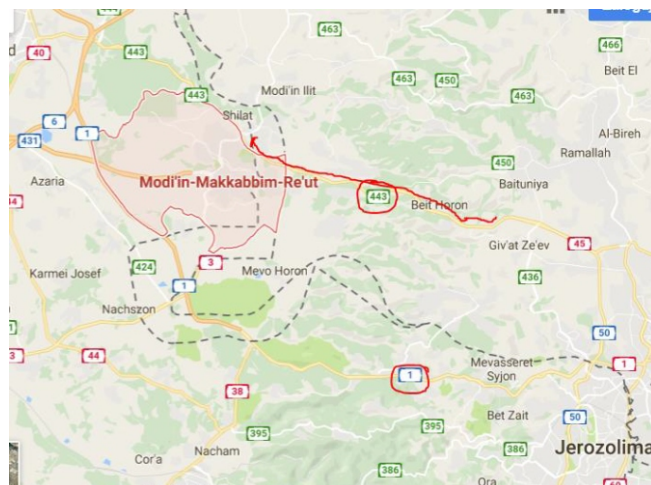 40
443
463
466
Beit El
443
Modi'in Ilit
463
450
463
Shilat
6
1
431
Al-Bireh
Ramallah
450
Azaria
Modi'in-Makkabbim-Re'ut
443
Beit Horon
Baituniya
Giv'at Ze'ev
45
Karmei Josef
424
3
Mevo Horon
436
1
Nachszon
50
3
44
1
Mevasseret
Syjon
1
38
Bet Zait
50
395
395
386
Nacham
Cor'a
Jerozolima
386
Ora